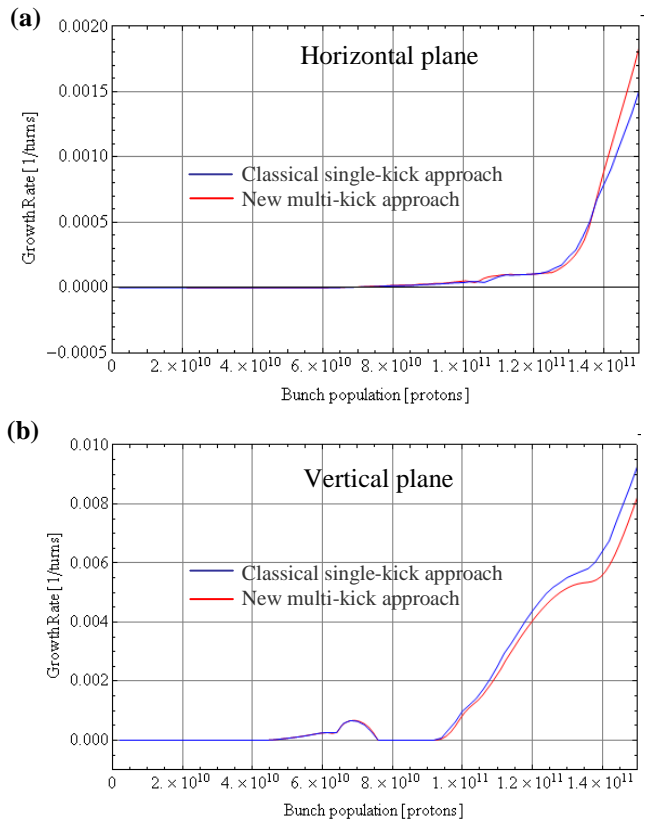 (a)
0.0020
Horizontal plane
0.0015
0.0010
Classical single-kick approach
New multi-kick approach
0.0005
0.0000
−0.0005
Growth Rate [1/turns]
0 2.×10¹⁰ 4.×10¹⁰ 6.×10¹⁰ 8.×10¹⁰ 1.×10¹¹ 1.2×10¹¹ 1.4×10¹¹
Bunch population [protons]
(b)
0.010
Vertical plane
0.008
0.006
Classical single-kick approach
New multi-kick approach
0.004
0.002
0.000
Growth Rate [1/turns]
0 2.×10¹⁰ 4.×10¹⁰ 6.×10¹⁰ 8.×10¹⁰ 1.×10¹¹ 1.2×10¹¹ 1.4×10¹¹
Bunch population [protons]